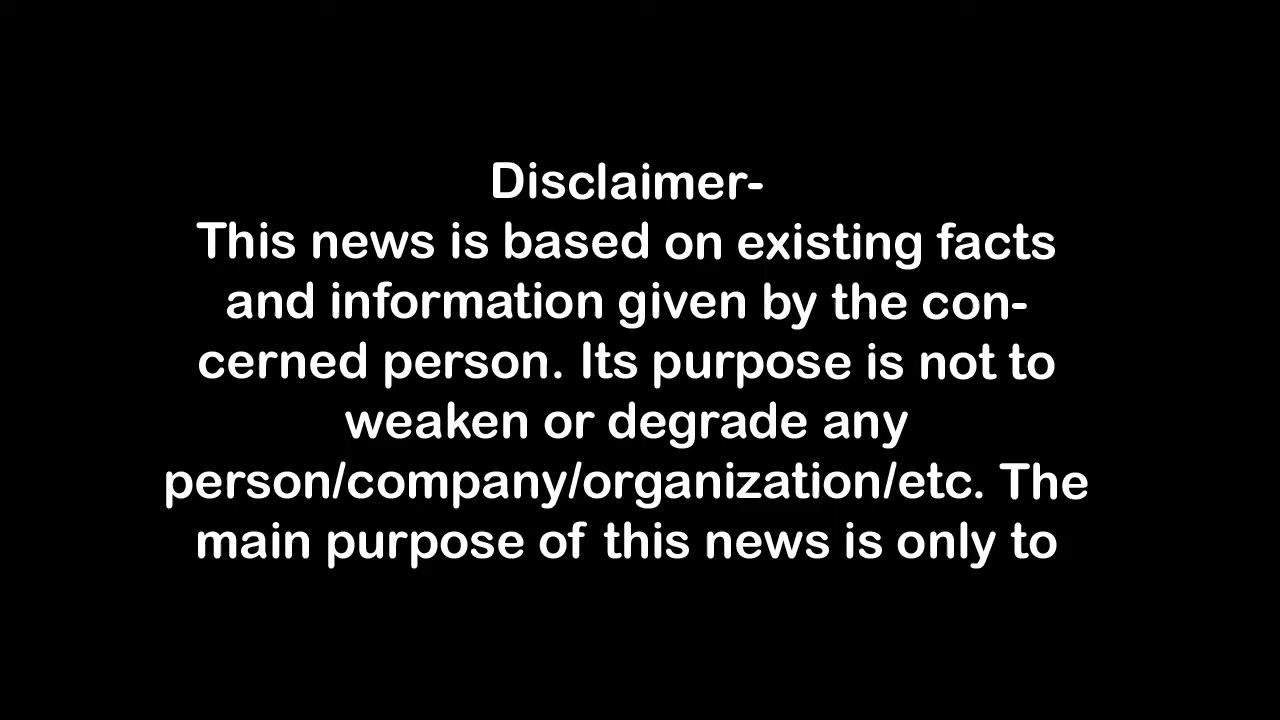 Disclaimer-
This news is based on existing facts
and information given by the con-
cerned person. Its purpose is not to
weaken or degrade any
person/company/organization/etc. The
main purpose of this news is only to